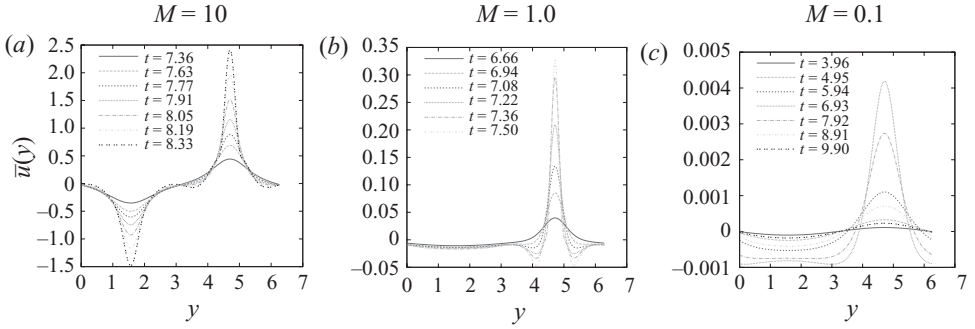 M = 10
M = 1.0
M = 0.1
(a)
2.5
2.0
1.5
1.0
0.5
0
–0.5
–1.0
–1.5
u̅(y)
t = 7.36
t = 7.63
t = 7.77
t = 7.91
t = 8.05
t = 8.19
t = 8.33
0 1 2 3 4 5 6 7
y
(b)
0.35
0.30
0.25
0.20
0.15
0.10
0.05
0
–0.05
t = 6.66
t = 6.94
t = 7.08
t = 7.22
t = 7.36
t = 7.50
0 1 2 3 4 5 6 7
y
(c)
0.005
0.004
0.003
0.002
0.001
0
–0.001
t = 3.96
t = 4.95
t = 5.94
t = 6.93
t = 7.92
t = 8.91
t = 9.90
0 1 2 3 4 5 6 7
y